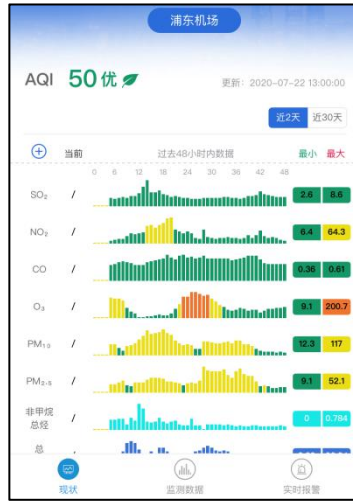 浦东机场
AQI 50 优
更新: 2020-07-22 13:00:00
近2天 近30天
当前 过去48小时内数据 最小 最大
0 6 12 18 24 30 36 42 48
SO₂ / 2.6 8.6
NO₂ / 6.4 64.3
CO / 0.36 0.61
O₃ / 9.1 200.7
PM₁₀ / 12.3 117
PM₂.₅ / 9.1 52.1
非甲烷
总烃 / 0 0.784
总 /
现状 监测数据 实时报警